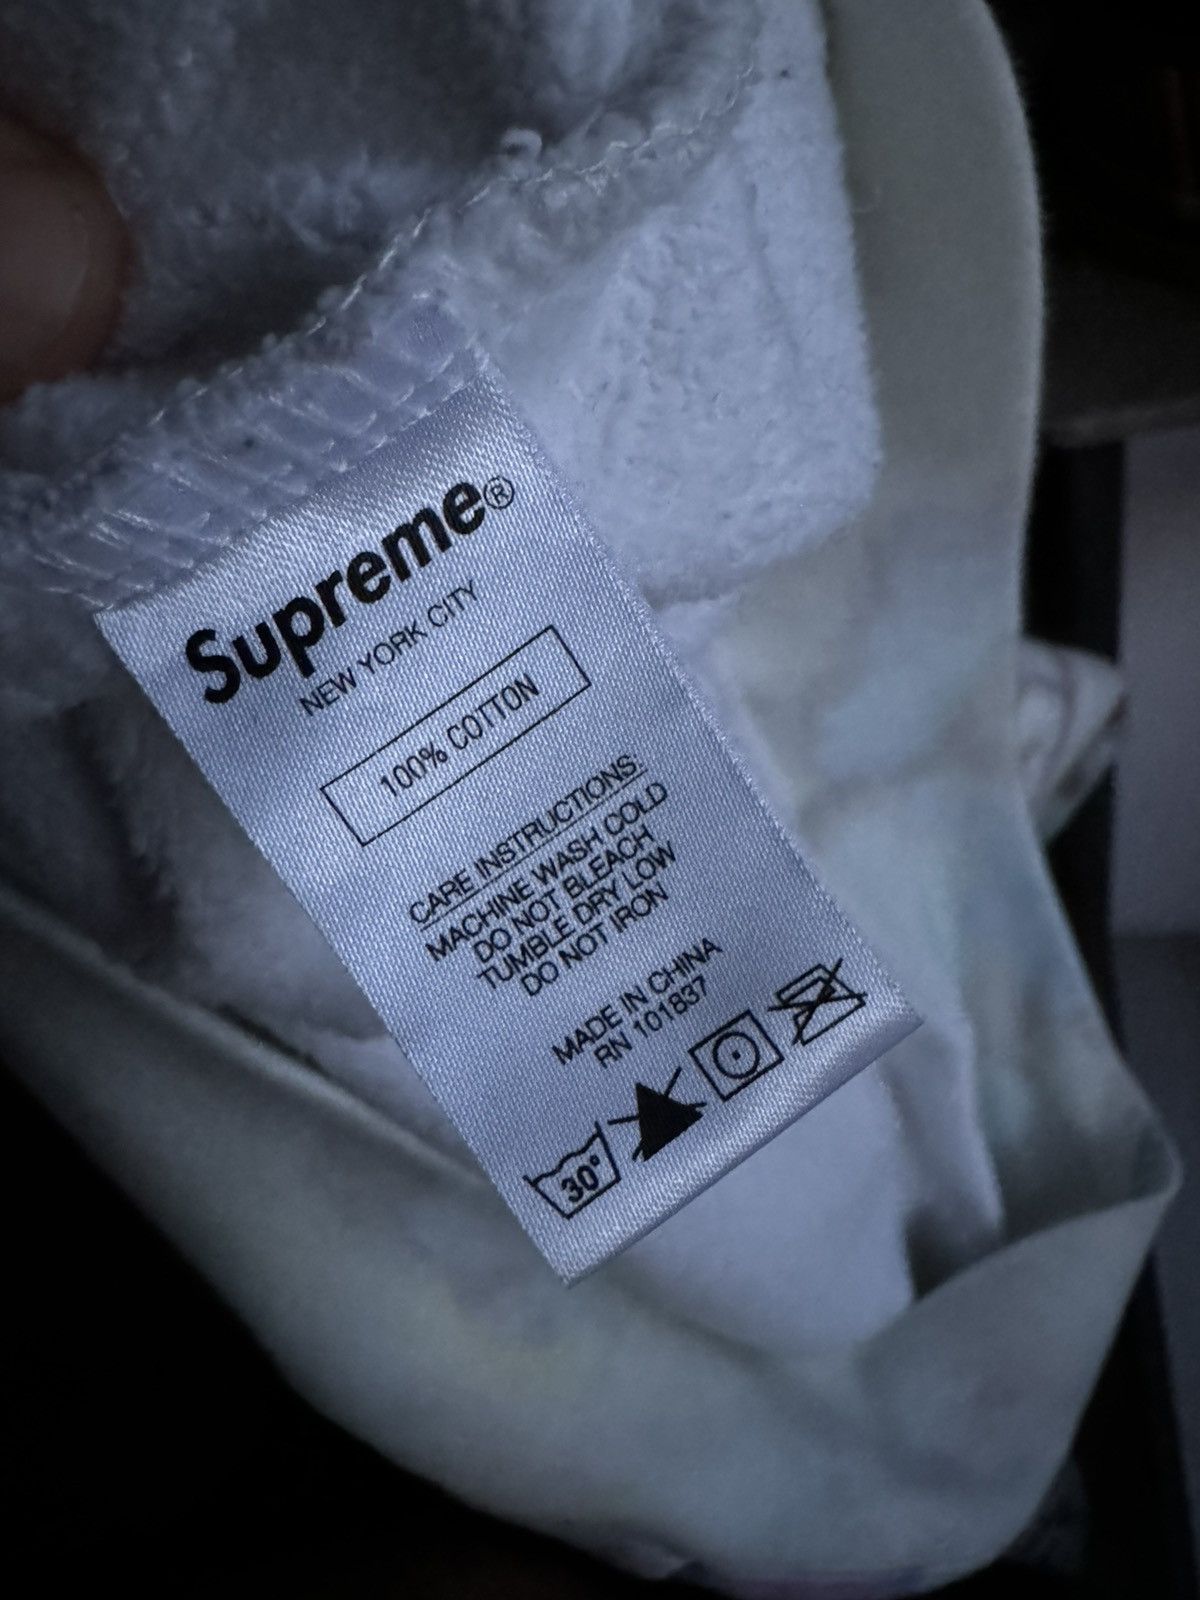 Supreme®
NEW YORK CITY
100% COTTON
CARE INSTRUCTIONS:
MACHINE WASH COLD
DO NOT BLEACH
TUMBLE DRY LOW
DO NOT IRON
MADE IN CHINA
RN 101837
30°